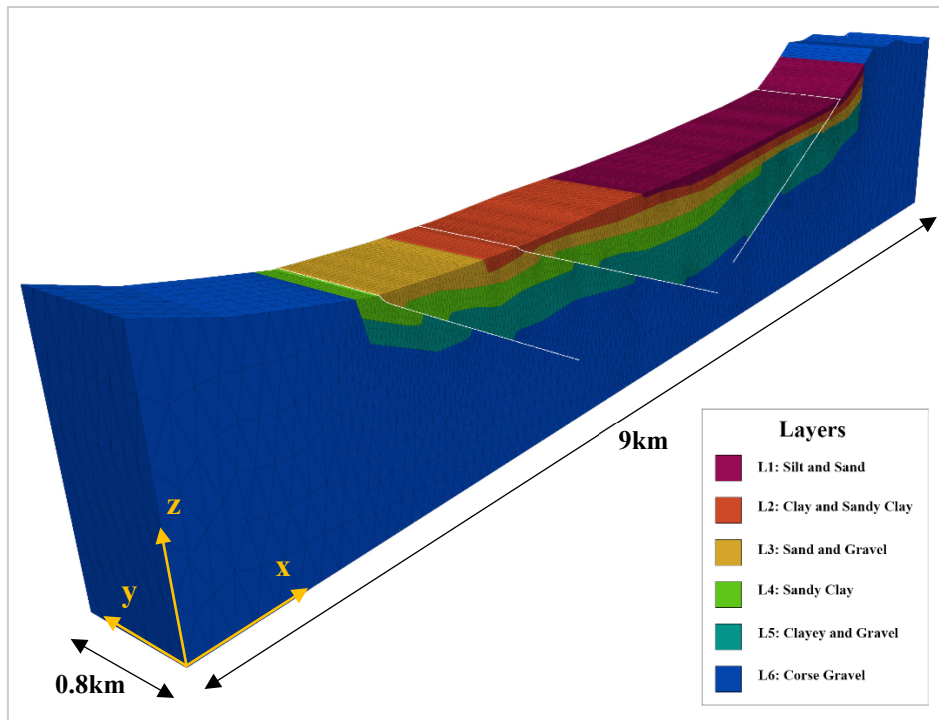 z
x
y
0.8km
9km
Layers
L1: Silt and Sand
L2: Clay and Sandy Clay
L3: Sand and Gravel
L4: Sandy Clay
L5: Clayey and Gravel
L6: Corse Gravel